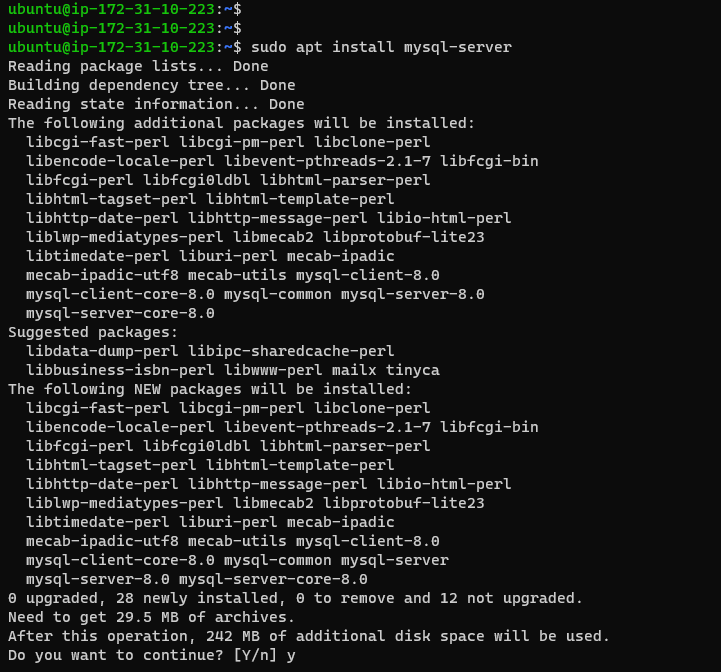 ubuntu@ip-172-31-10-223:~$
ubuntu@ip-172-31-10-223:~$
ubuntu@ip-172-31-10-223:~$ sudo apt install mysql-server
Reading package lists... Done
Building dependency tree... Done
Reading state information... Done
The following additional packages will be installed:
  libcgi-fast-perl libcgi-pm-perl libclone-perl
  libencode-locale-perl libevent-pthreads-2.1-7 libfcgi-bin
  libfcgi-perl libfcgi0ldbl libhtml-parser-perl
  libhtml-tagset-perl libhtml-template-perl
  libhttp-date-perl libhttp-message-perl libio-html-perl
  liblwp-mediatypes-perl libmecab2 libprotobuf-lite23
  libtimedate-perl liburi-perl mecab-ipadic
  mecab-ipadic-utf8 mecab-utils mysql-client-8.0
  mysql-client-core-8.0 mysql-common mysql-server-8.0
  mysql-server-core-8.0
Suggested packages:
  libdata-dump-perl libipc-sharedcache-perl
  libbusiness-isbn-perl libwww-perl mailx tinyca
The following NEW packages will be installed:
  libcgi-fast-perl libcgi-pm-perl libclone-perl
  libencode-locale-perl libevent-pthreads-2.1-7 libfcgi-bin
  libfcgi-perl libfcgi0ldbl libhtml-parser-perl
  libhtml-tagset-perl libhtml-template-perl
  libhttp-date-perl libhttp-message-perl libio-html-perl
  liblwp-mediatypes-perl libmecab2 libprotobuf-lite23
  libtimedate-perl liburi-perl mecab-ipadic
  mecab-ipadic-utf8 mecab-utils mysql-client-8.0
  mysql-client-core-8.0 mysql-common mysql-server
  mysql-server-8.0 mysql-server-core-8.0
0 upgraded, 28 newly installed, 0 to remove and 12 not upgraded.
Need to get 29.5 MB of archives.
After this operation, 242 MB of additional disk space will be used.
Do you want to continue? [Y/n] y